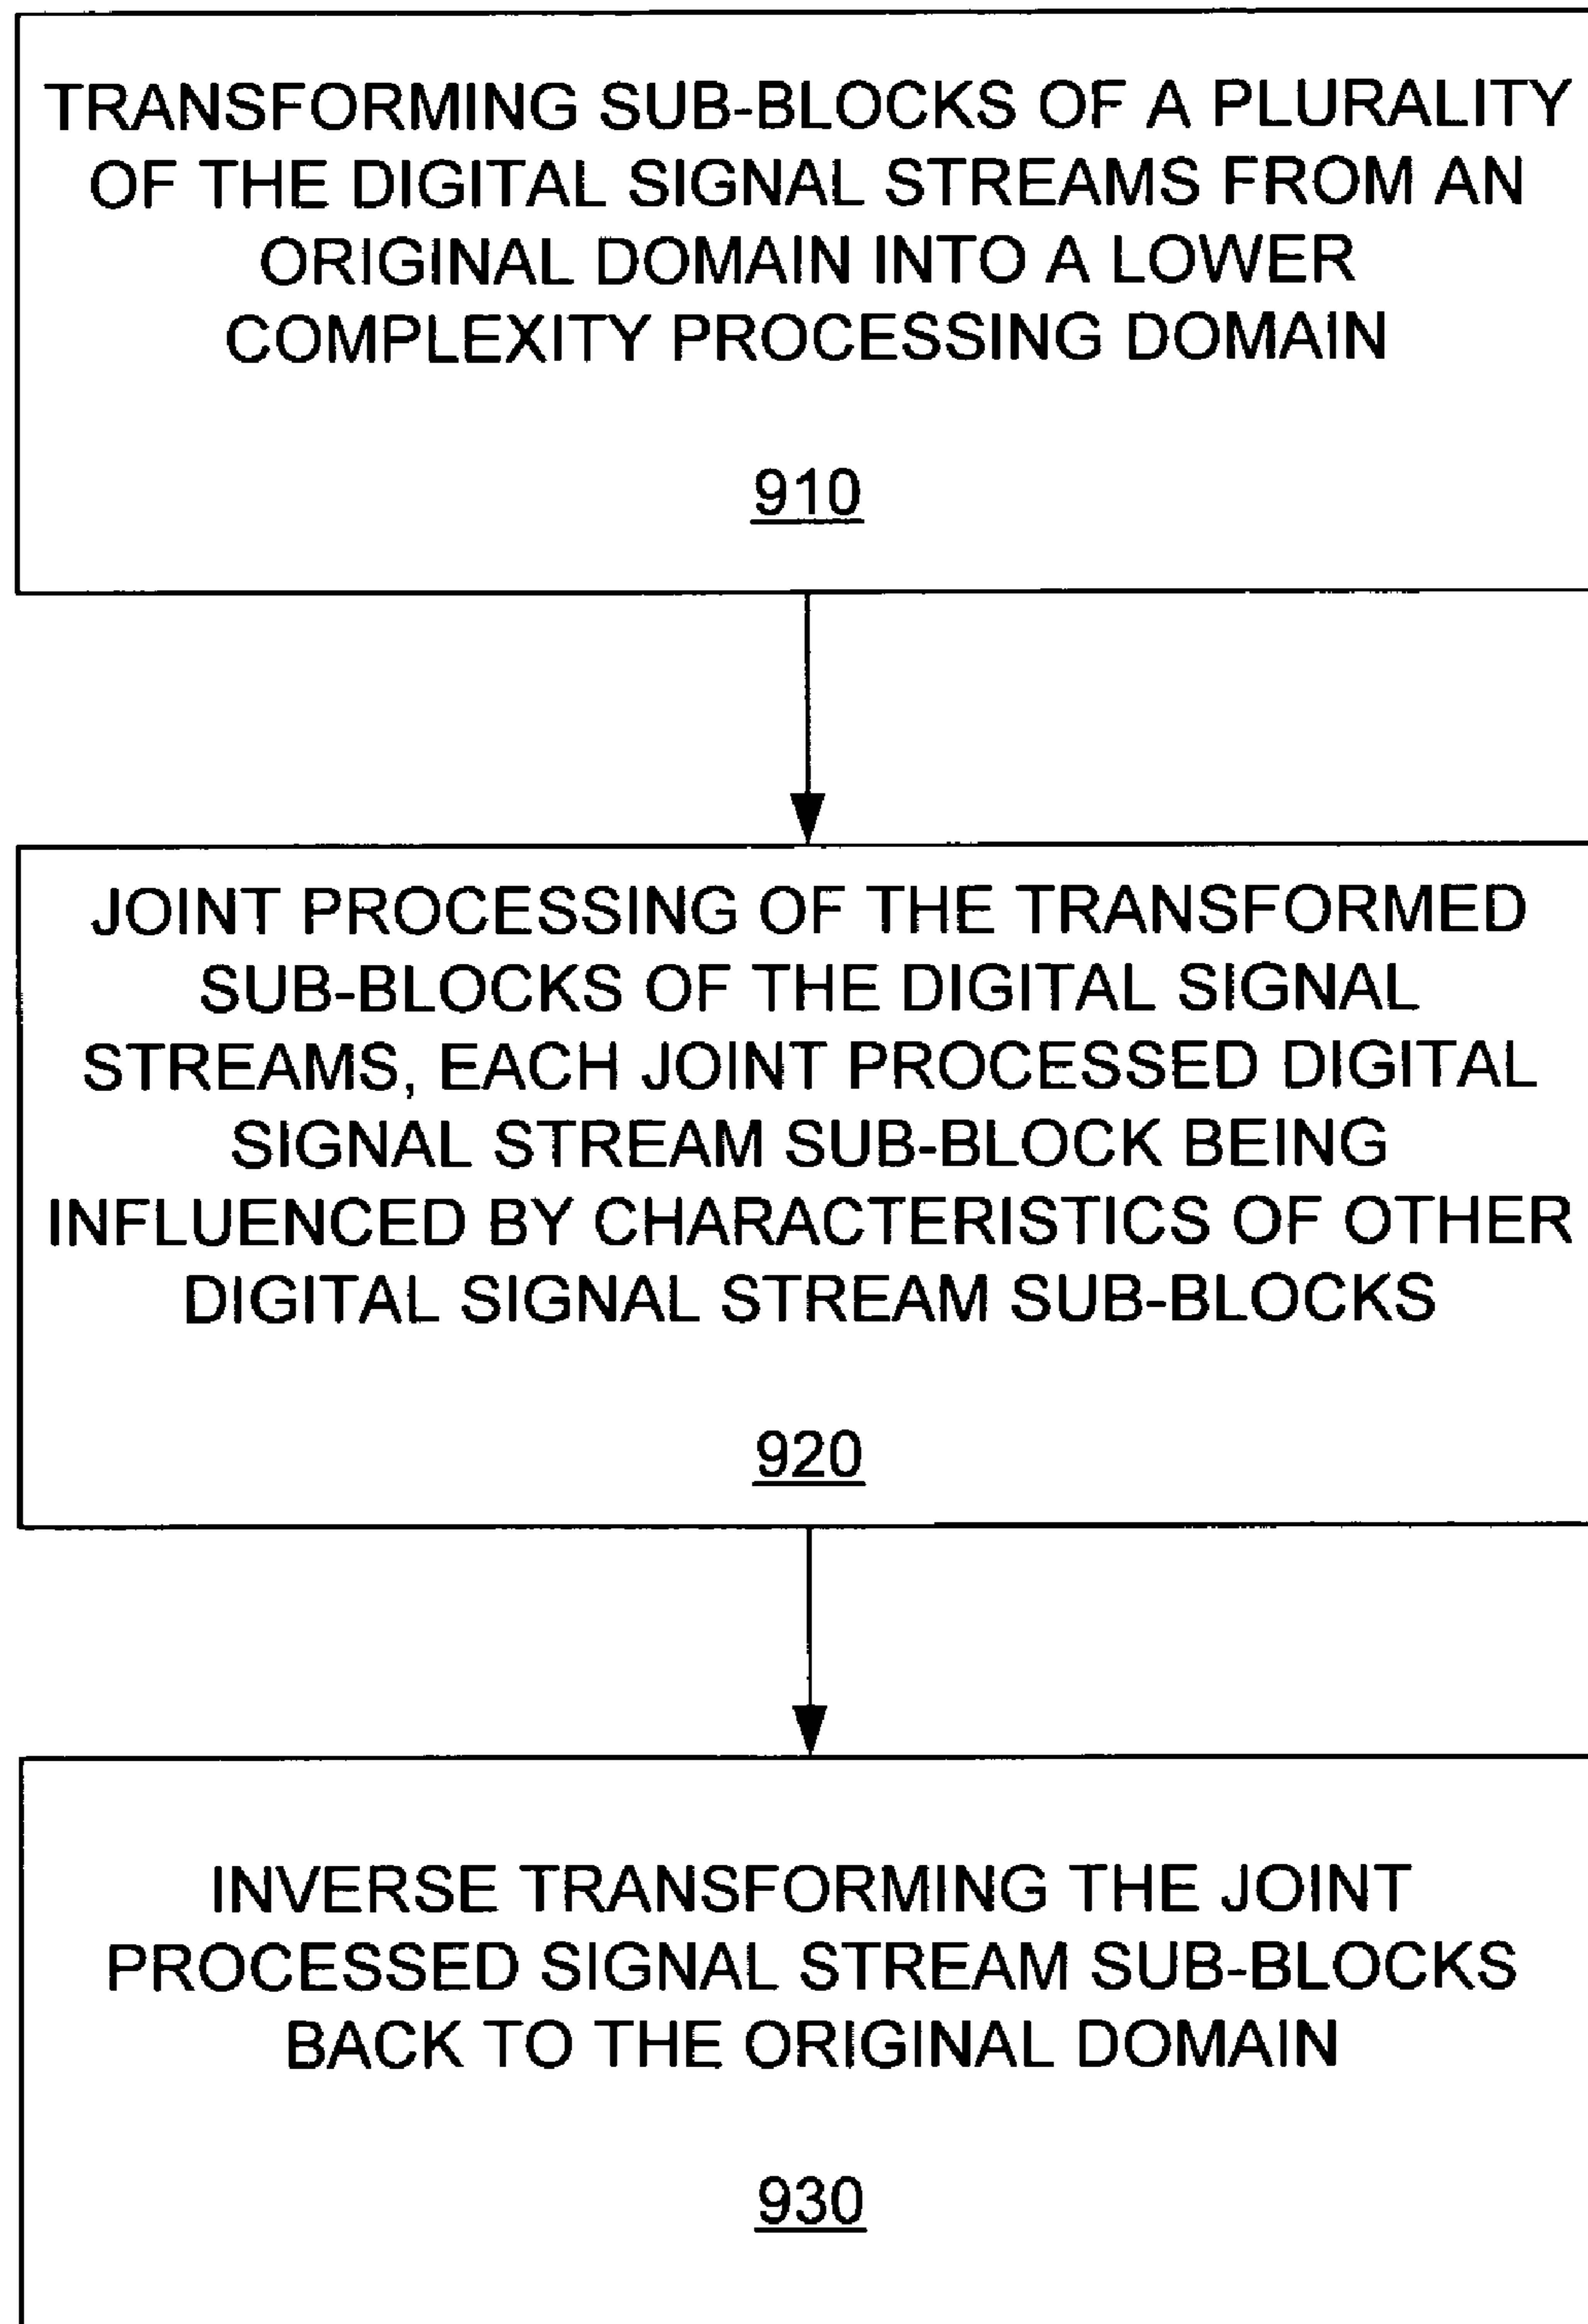 TRANSFORMING SUB-BLOCKS OF A PLURALITY
OF THE DIGITAL SIGNAL STREAMS FROM AN
ORIGINAL DOMAIN INTO A LOWER
COMPLEXITY PROCESSING DOMAIN
910
JOINT PROCESSING OF THE TRANSFORMED
SUB-BLOCKS OF THE DIGITAL SIGNAL
STREAMS, EACH JOINT PROCESSED DIGITAL
SIGNAL STREAM SUB-BLOCK BEING
INFLUENCED BY CHARACTERISTICS OF OTHER
DIGITAL SIGNAL STREAM SUB-BLOCKS
920
INVERSE TRANSFORMING THE JOINT
PROCESSED SIGNAL STREAM SUB-BLOCKS
BACK TO THE ORIGINAL DOMAIN
930